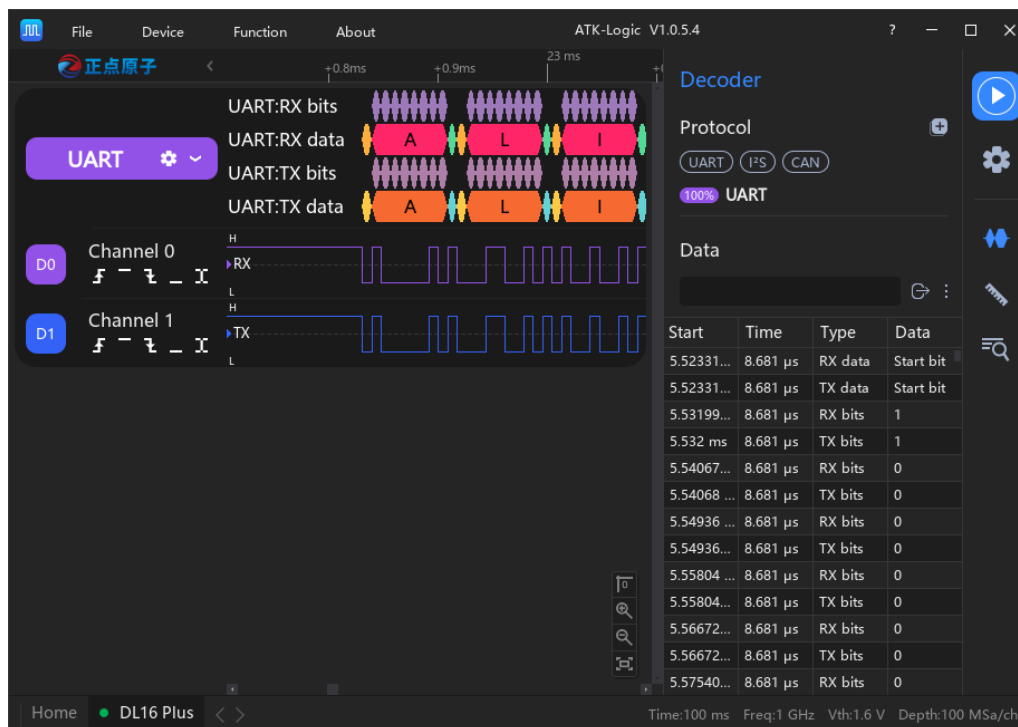 File Device Function About ATK-Logic V1.0.5.4 ?
正点原子 +0.8ms +0.9ms 23 ms
UART:RX bits
UART:RX data A L I
UART:TX bits
UART:TX data A L I
UART
D0 Channel 0 H RX L
D1 Channel 1 H TX L
Decoder
Protocol
UART I²S CAN
100% UART
Data
Start Time Type Data
5.52331... 8.681 µs RX data Start bit
5.52331... 8.681 µs TX data Start bit
5.53199... 8.681 µs RX bits 1
5.532 ms 8.681 µs TX bits 1
5.54067... 8.681 µs RX bits 0
5.54068 ... 8.681 µs TX bits 0
5.54936 ... 8.681 µs RX bits 0
5.54936... 8.681 µs TX bits 0
5.55804 ... 8.681 µs RX bits 0
5.55804... 8.681 µs TX bits 0
5.56672... 8.681 µs RX bits 0
5.56672... 8.681 µs TX bits 0
5.57540... 8.681 µs RX bits 0
Home DL16 Plus Time:100 ms Freq:1 GHz Vth:1.6 V Depth:100 MSa/ch